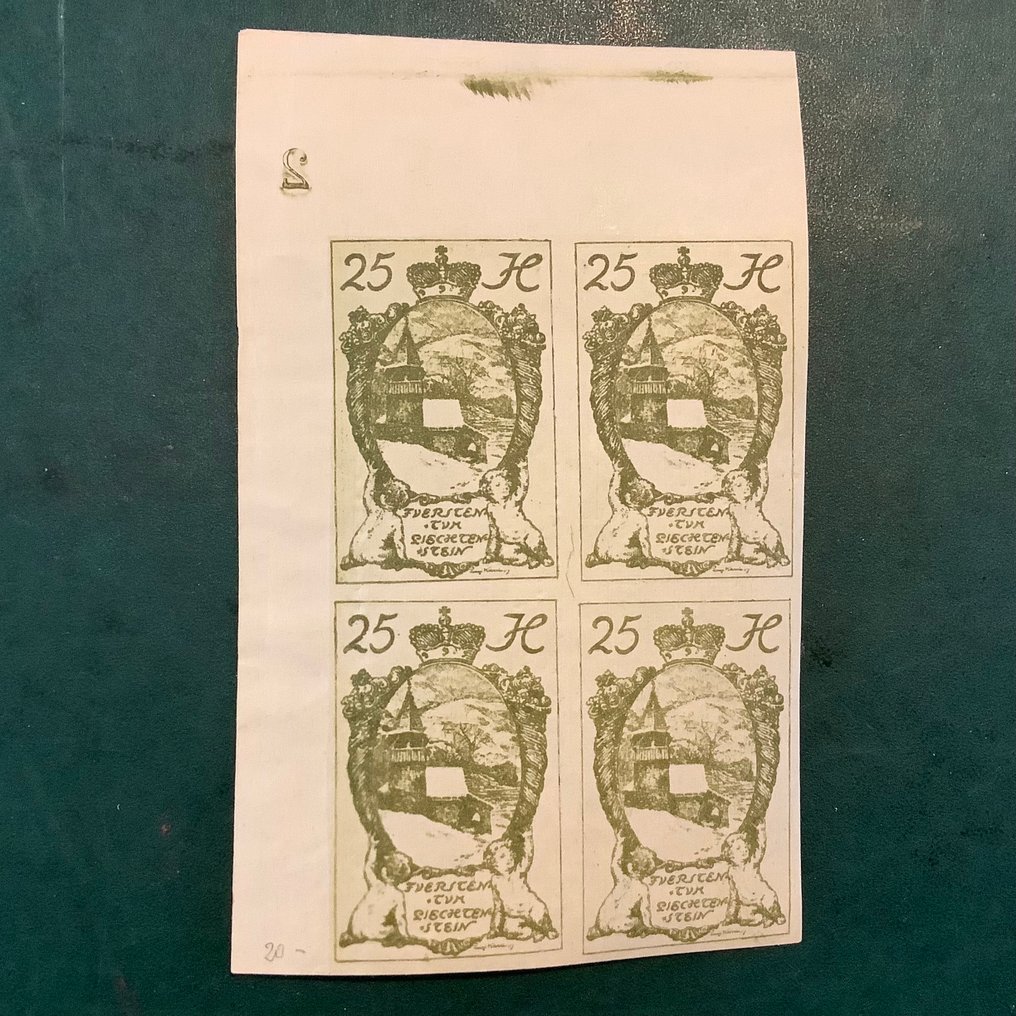 2
25 H
25 H
FVERSTEN
·TVM
LIECHTEN
·STEIN
FVERSTEN
·TVM
LIECHTEN
·STEIN
25 H
25 H
FVERSTEN
·TVM
LIECHTEN
·STEIN
FVERSTEN
·TVM
LIECHTEN
·STEIN
20 -